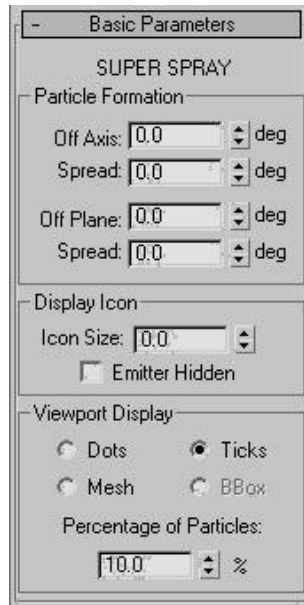 - Basic Parameters
SUPER SPRAY
Particle Formation
Off Axis: 0.0 deg
Spread: 0.0 deg
Off Plane: 0.0 deg
Spread: 0.0 deg
Display Icon
Icon Size: 0.0
Emitter Hidden
Viewport Display
Dots Ticks
Mesh BBox
Percentage of Particles:
10.0 %